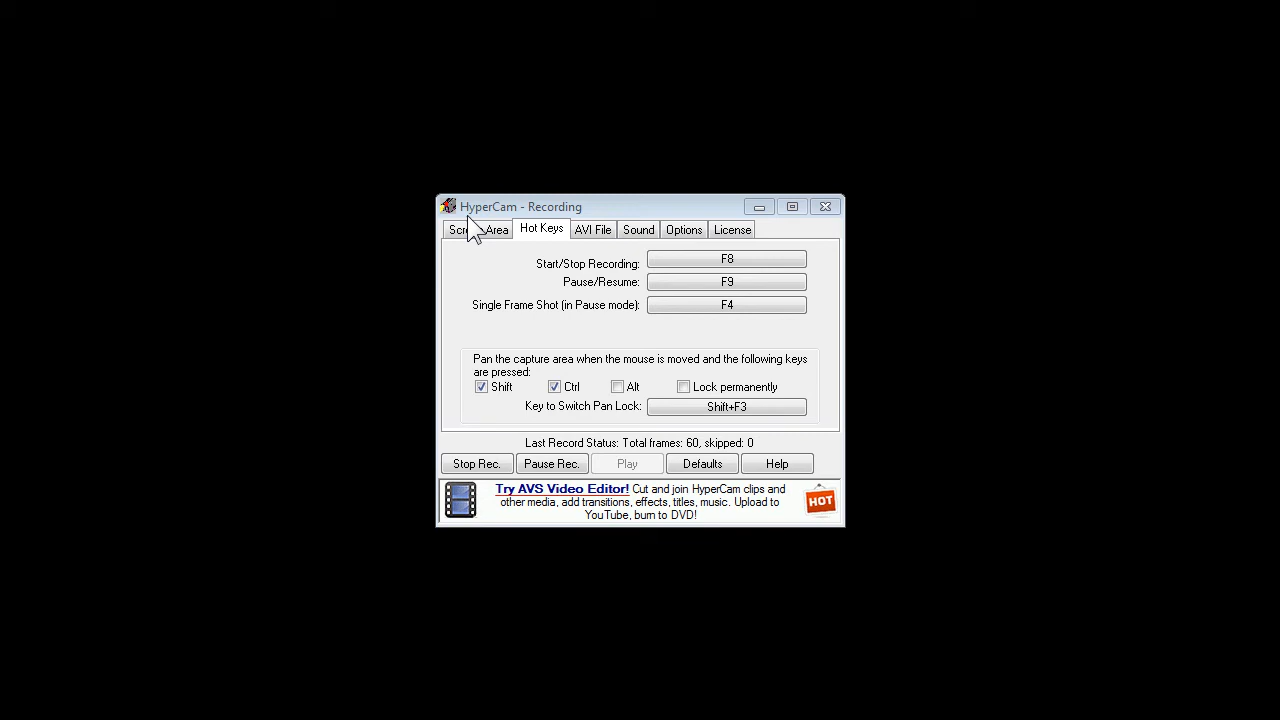 HyperCam - Recording
Hot Keys AVI File Sound Options License
Start/Stop Recording: F8
Pause/Resume: F9
Single Frame Shot (in Pause mode): F4
Pan the capture area when the mouse is moved and the following keys
are pressed:
Shift Ctrl Alt Lock permanently
Key to Switch Pan Lock: Shift+F3
Last Record Status: Total frames: 60, skipped: 0
Stop Rec. Pause Rec. Play Defaults Help
Try AVS Video Editor! Cut and join HyperCam clips and
other media, add transitions, effects, titles, music. Upload to
YouTube, burn to DVD!
HOT